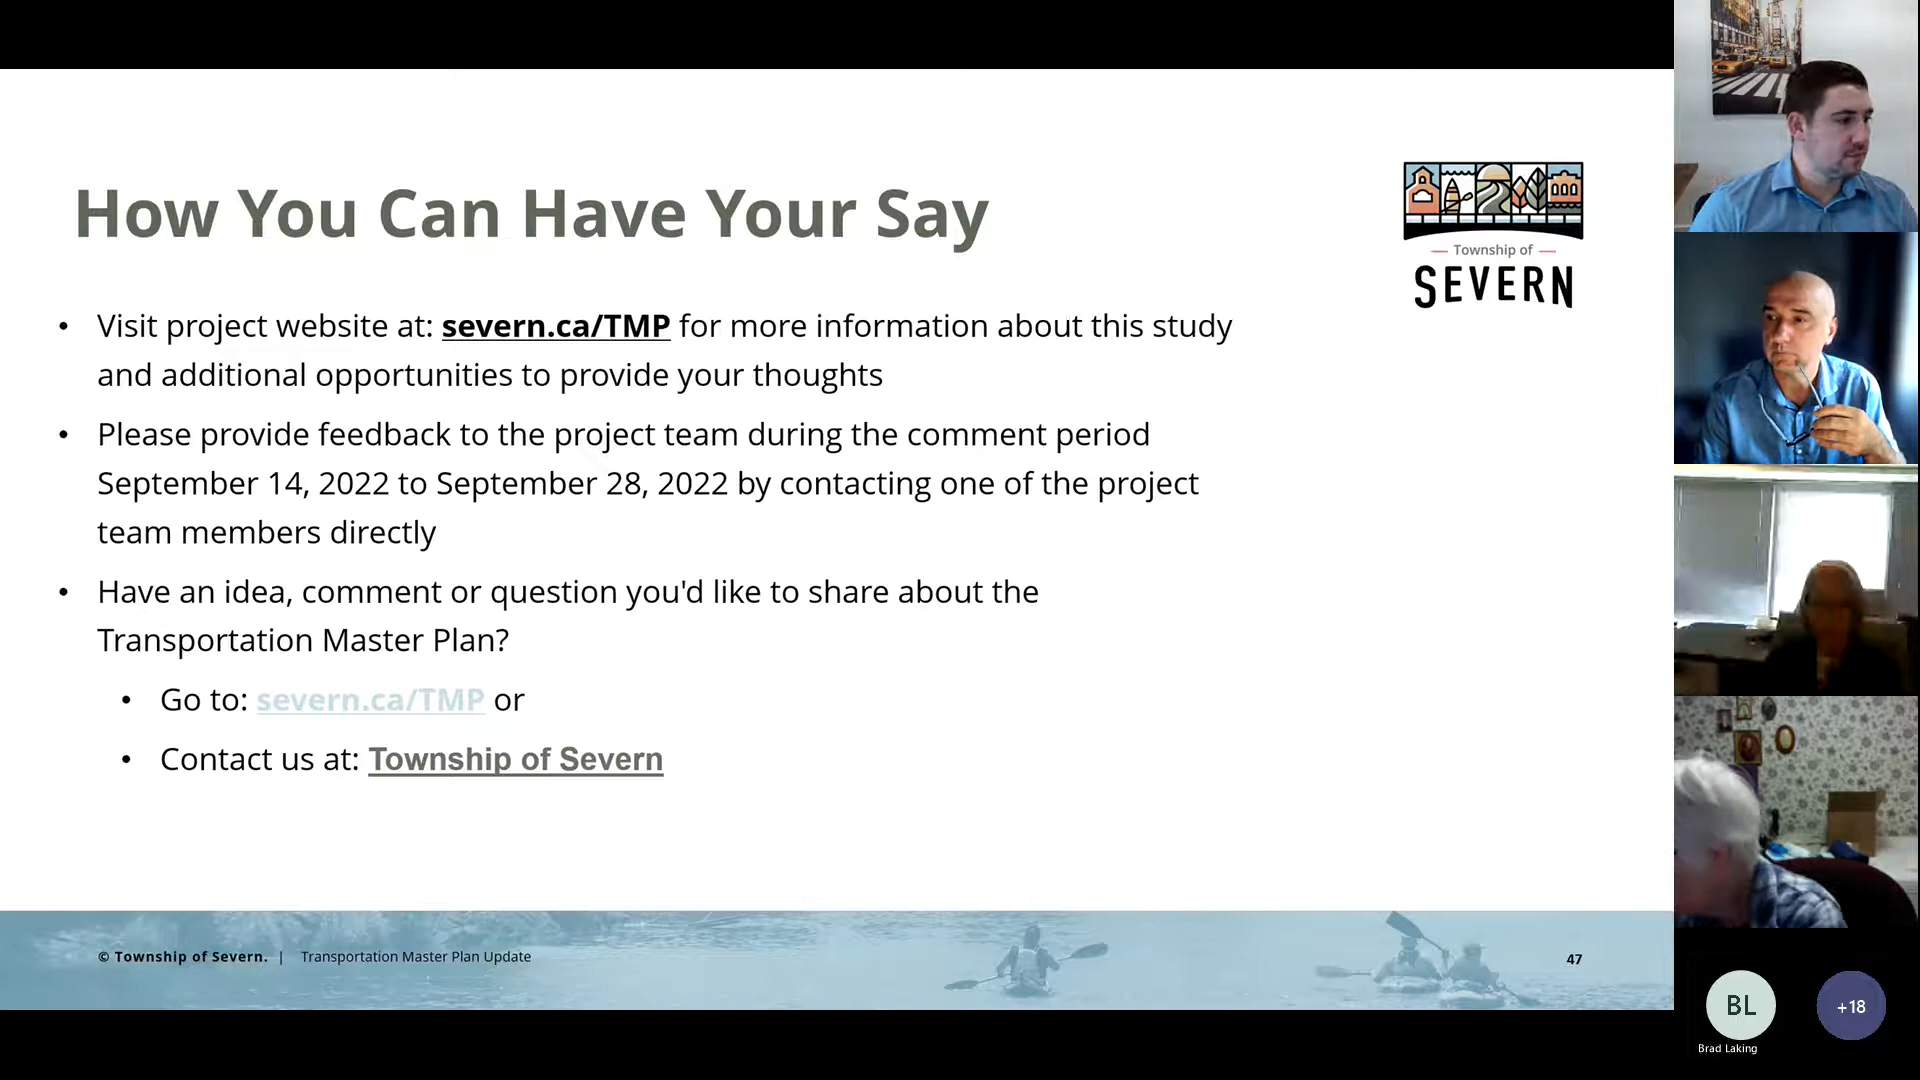 How You Can Have Your Say
Township of
SEVERN
• Visit project website at: severn.ca/TMP for more information about this study
and additional opportunities to provide your thoughts
• Please provide feedback to the project team during the comment period
September 14, 2022 to September 28, 2022 by contacting one of the project
team members directly
• Have an idea, comment or question you'd like to share about the
Transportation Master Plan?
• Go to: severn.ca/TMP or
• Contact us at: Township of Severn
© Township of Severn. | Transportation Master Plan Update
47
BL
+18
Brad Laking